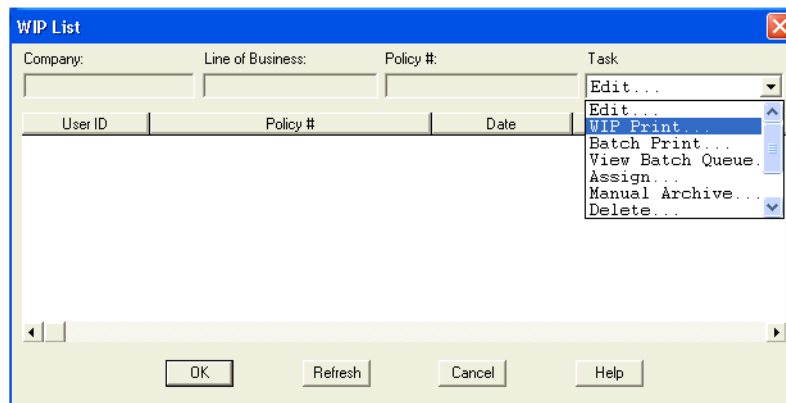 WIP List
Company: Line of Business: Policy #: Task
Edit...
User ID Policy # Date
Edit...
WIP Print...
Batch Print...
View Batch Queue.
Assign...
Manual Archive...
Delete...
OK Refresh Cancel Help